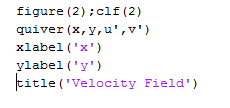 figure(2);clf(2)
quiver(x,y,u',v')
xlabel('x')
ylabel('y')
title('Velocity Field')